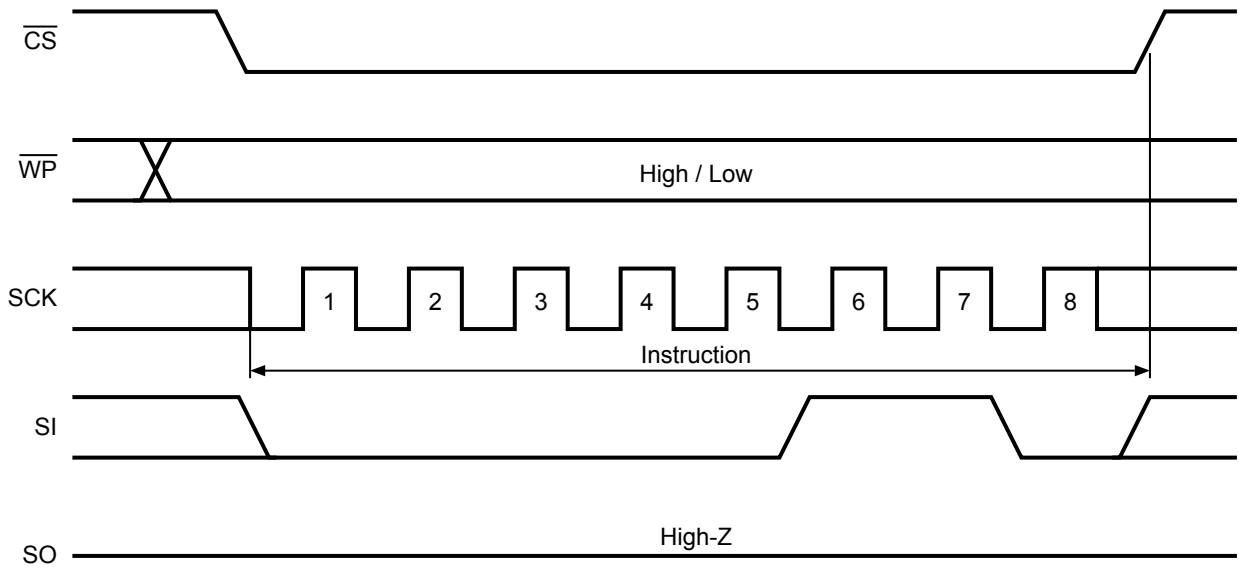 CS
WP
High / Low
SCK
1 2 3 4 5 6 7 8
Instruction
SI
High-Z
SO